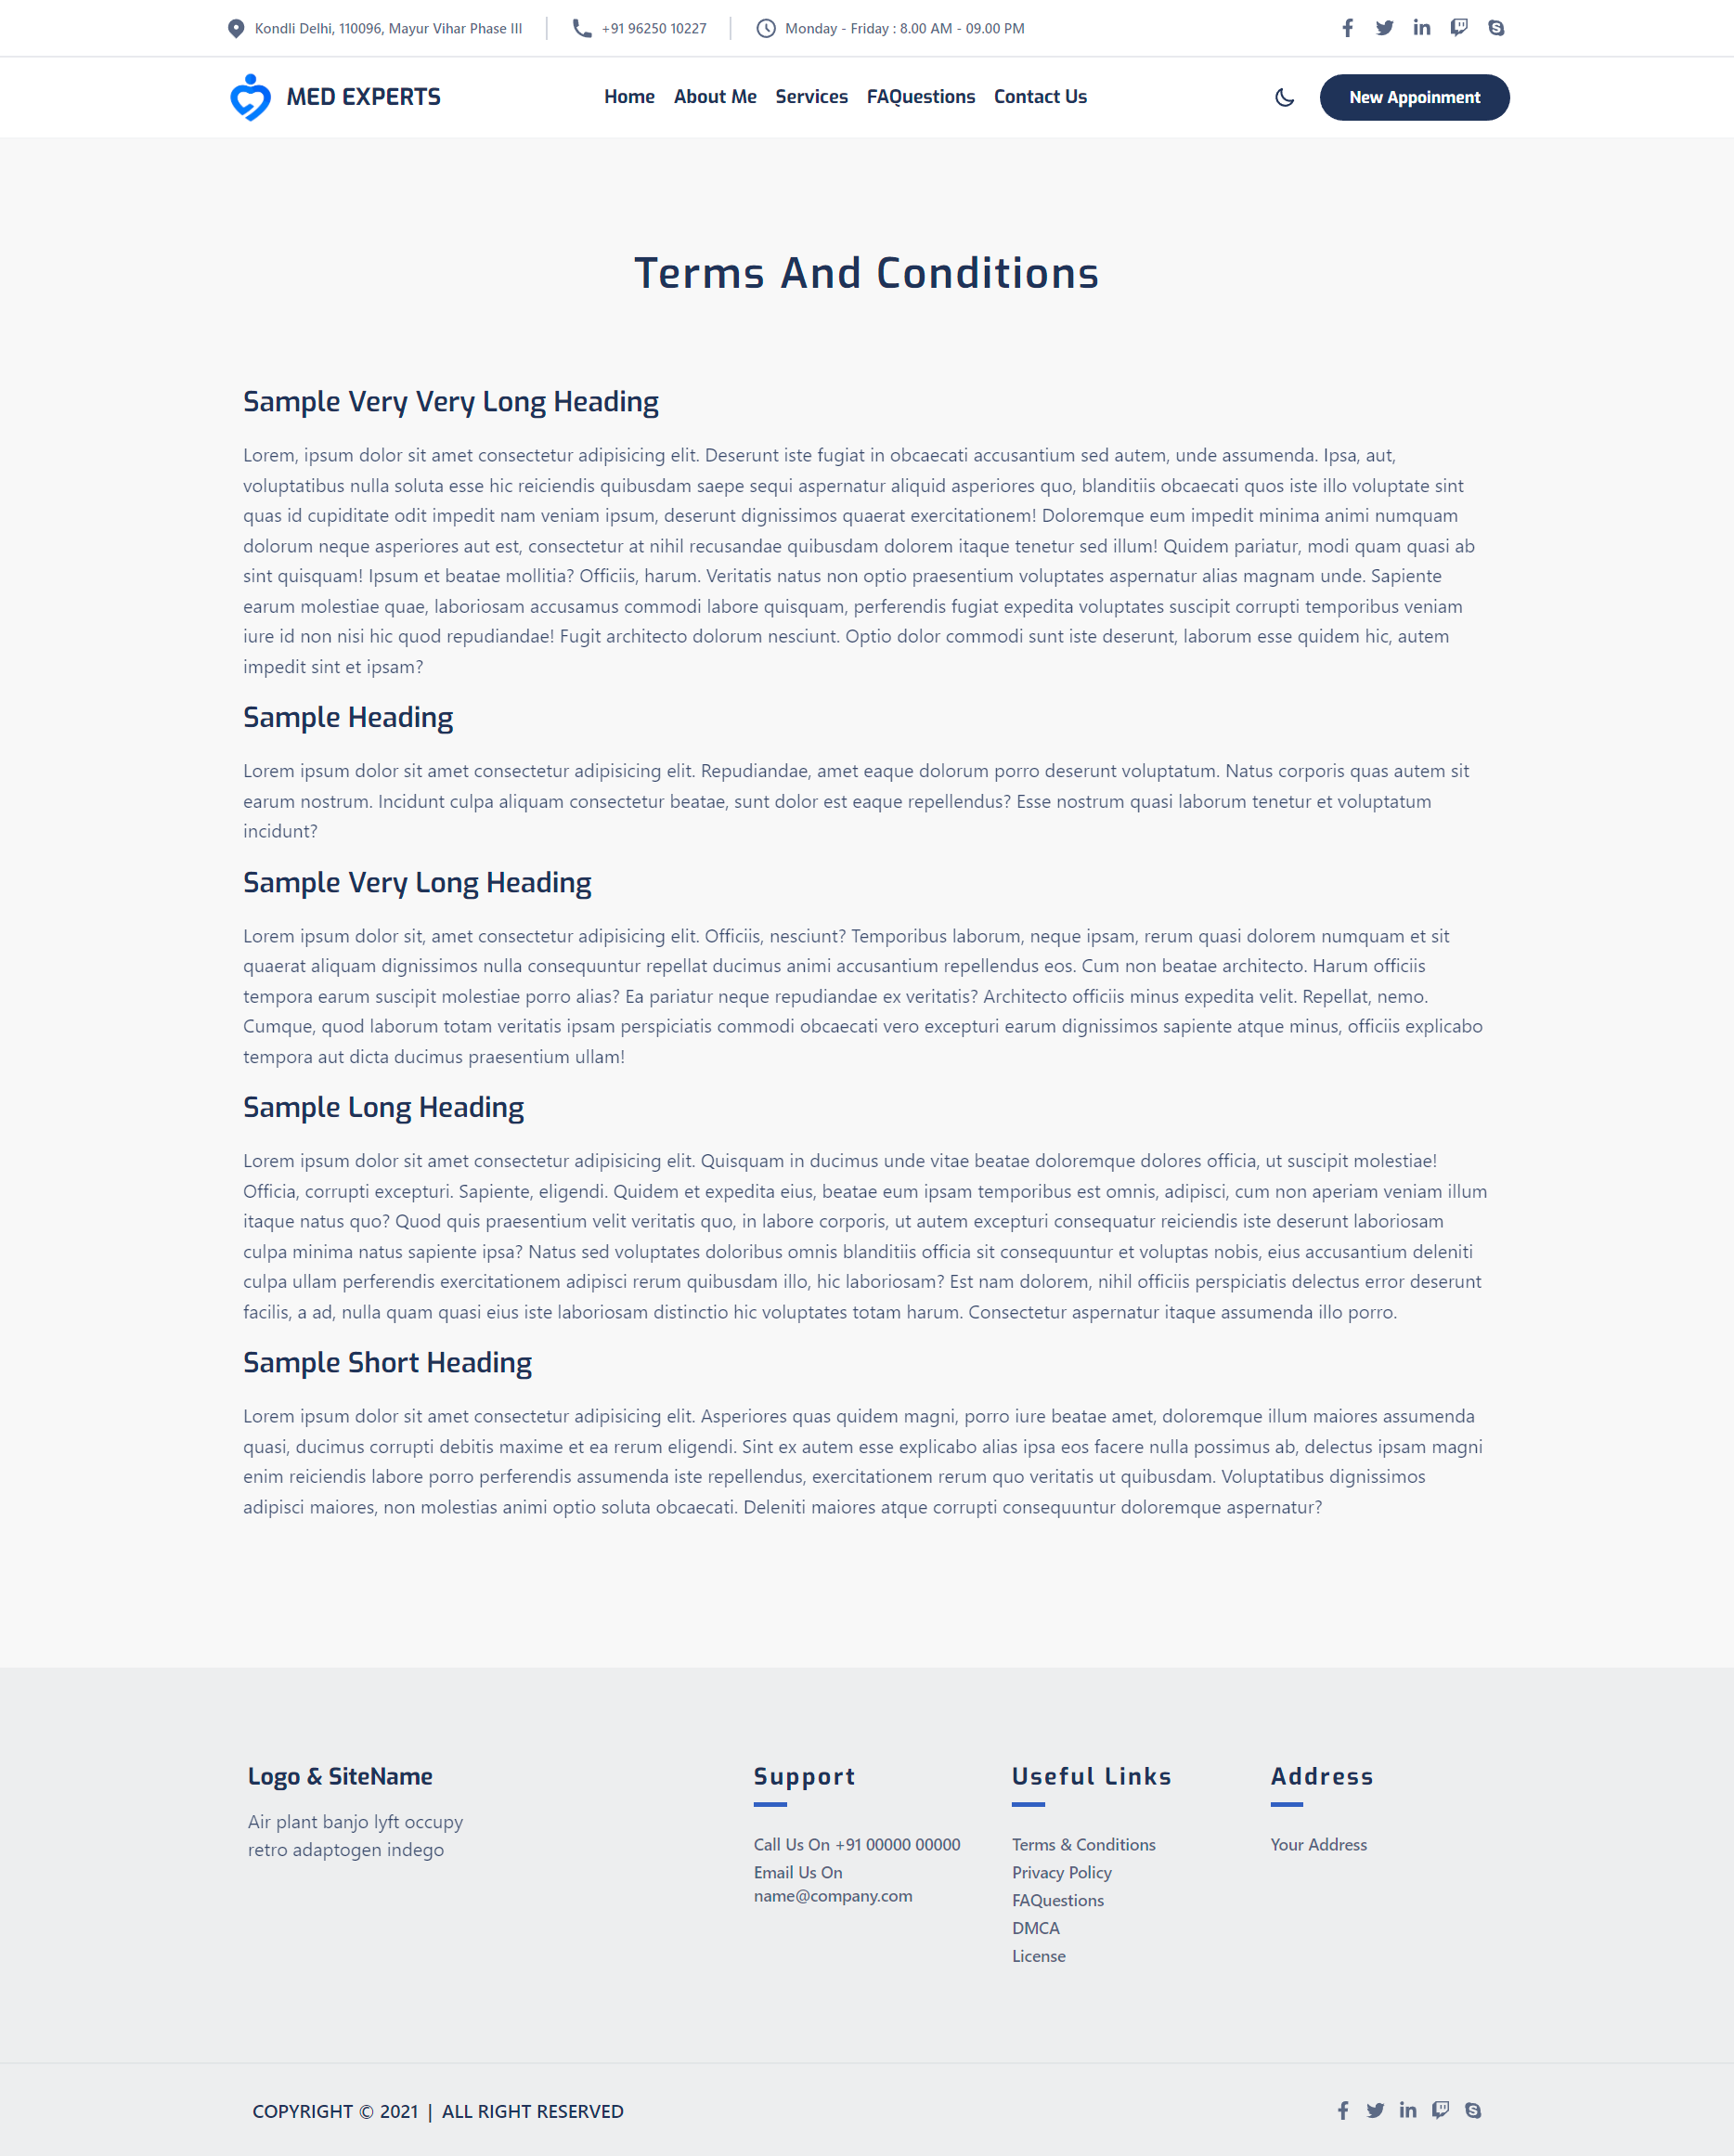 Kondli Delhi, 110096, Mayur Vihar Phase III
+91 96250 10227
Monday - Friday : 8.00 AM - 09.00 PM
MED EXPERTS
Home About Me Services FAQuestions Contact Us
New Appoinment
Terms And Conditions
Sample Very Very Long Heading
Lorem, ipsum dolor sit amet consectetur adipisicing elit. Deserunt iste fugiat in obcaecati accusantium sed autem, unde assumenda. Ipsa, aut,
voluptatibus nulla soluta esse hic reiciendis quibusdam saepe sequi aspernatur aliquid asperiores quo, blanditiis obcaecati quos iste illo voluptate sint
quas id cupiditate odit impedit nam veniam ipsum, deserunt dignissimos quaerat exercitationem! Doloremque eum impedit minima animi numquam
dolorum neque asperiores aut est, consectetur at nihil recusandae quibusdam dolorem itaque tenetur sed illum! Quidem pariatur, modi quam quasi ab
sint quisquam! Ipsum et beatae mollitia? Officiis, harum. Veritatis natus non optio praesentium voluptates aspernatur alias magnam unde. Sapiente
earum molestiae quae, laboriosam accusamus commodi labore quisquam, perferendis fugiat expedita voluptates suscipit corrupti temporibus veniam
iure id non nisi hic quod repudiandae! Fugit architecto dolorum nesciunt. Optio dolor commodi sunt iste deserunt, laborum esse quidem hic, autem
impedit sint et ipsam?
Sample Heading
Lorem ipsum dolor sit amet consectetur adipisicing elit. Repudiandae, amet eaque dolorum porro deserunt voluptatum. Natus corporis quas autem sit
earum nostrum. Incidunt culpa aliquam consectetur beatae, sunt dolor est eaque repellendus? Esse nostrum quasi laborum tenetur et voluptatum
incidunt?
Sample Very Long Heading
Lorem ipsum dolor sit, amet consectetur adipisicing elit. Officiis, nesciunt? Temporibus laborum, neque ipsam, rerum quasi dolorem numquam et sit
quaerat aliquam dignissimos nulla consequuntur repellat ducimus animi accusantium repellendus eos. Cum non beatae architecto. Harum officiis
tempora earum suscipit molestiae porro alias? Ea pariatur neque repudiandae ex veritatis? Architecto officiis minus expedita velit. Repellat, nemo.
Cumque, quod laborum totam veritatis ipsam perspiciatis commodi obcaecati vero excepturi earum dignissimos sapiente atque minus, officiis explicabo
tempora aut dicta ducimus praesentium ullam!
Sample Long Heading
Lorem ipsum dolor sit amet consectetur adipisicing elit. Quisquam in ducimus unde vitae beatae doloremque dolores officia, ut suscipit molestiae!
Officia, corrupti excepturi. Sapiente, eligendi. Quidem et expedita eius, beatae eum ipsam temporibus est omnis, adipisci, cum non aperiam veniam illum
itaque natus quo? Quod quis praesentium velit veritatis quo, in labore corporis, ut autem excepturi consequatur reiciendis iste deserunt laboriosam
culpa minima natus sapiente ipsa? Natus sed voluptates doloribus omnis blanditiis officia sit consequuntur et voluptas nobis, eius accusantium deleniti
culpa ullam perferendis exercitationem adipisci rerum quibusdam illo, hic laboriosam? Est nam dolorem, nihil officiis perspiciatis delectus error deserunt
facilis, a ad, nulla quam quasi eius iste laboriosam distinctio hic voluptates totam harum. Consectetur aspernatur itaque assumenda illo porro.
Sample Short Heading
Lorem ipsum dolor sit amet consectetur adipisicing elit. Asperiores quas quidem magni, porro iure beatae amet, doloremque illum maiores assumenda
quasi, ducimus corrupti debitis maxime et ea rerum eligendi. Sint ex autem esse explicabo alias ipsa eos facere nulla possimus ab, delectus ipsam magni
enim reiciendis labore porro perferendis assumenda iste repellendus, exercitationem rerum quo veritatis ut quibusdam. Voluptatibus dignissimos
adipisci maiores, non molestias animi optio soluta obcaecati. Deleniti maiores atque corrupti consequuntur doloremque aspernatur?
Logo & SiteName
Air plant banjo lyft occupy
retro adaptogen indego
Support
Call Us On +91 00000 00000
Email Us On
name@company.com
Useful Links
Terms & Conditions
Privacy Policy
FAQuestions
DMCA
License
Address
Your Address
COPYRIGHT © 2021 | ALL RIGHT RESERVED